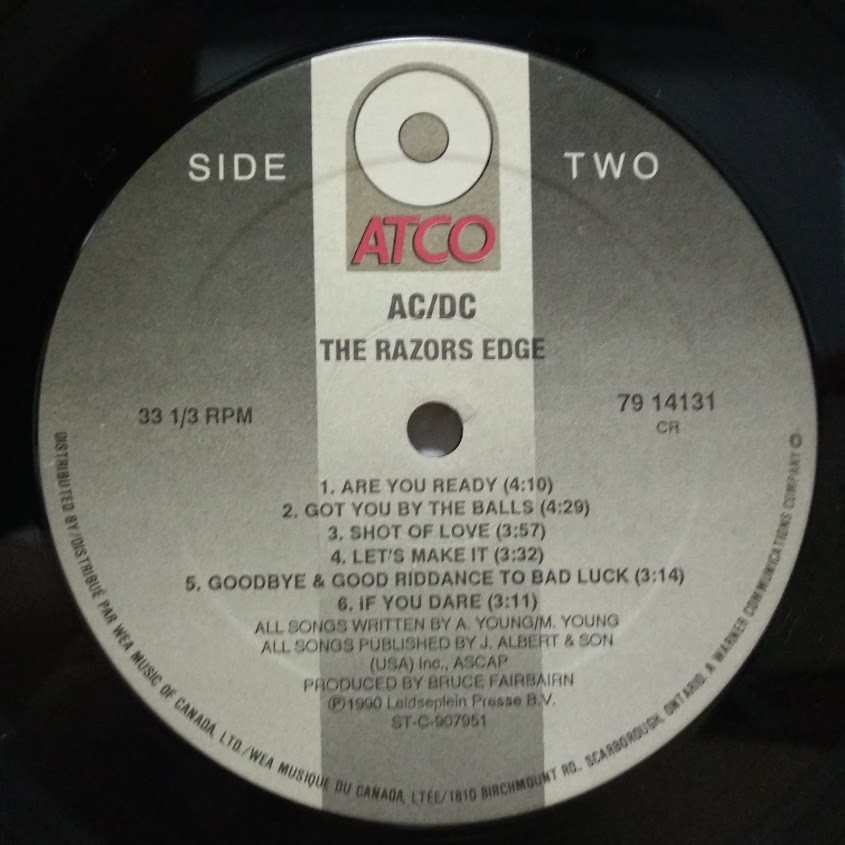 SIDE TWO
ATCO
AC/DC
THE RAZORS EDGE
33 1/3 RPM
79 14131
CR
1. ARE YOU READY (4:10)
2. GOT YOU BY THE BALLS (4:29)
3. SHOT OF LOVE (3:57)
4. LET'S MAKE IT (3:32)
5. GOODBYE & GOOD RIDDANCE TO BAD LUCK (3:14)
6. IF YOU DARE (3:11)
ALL SONGS WRITTEN BY A. YOUNG/M. YOUNG
ALL SONGS PUBLISHED BY J. ALBERT & SON
(USA) Inc., ASCAP
PRODUCED BY BRUCE FAIRBAIRN
℗1990 Leidseplein Presse B.V.
ST-C-907951
DISTRIBUTED BY/DISTRIBUÉ PAR WEA MUSIC OF CANADA, LTD./WEA MUSIQUE DU CANADA, LTÉE/1810 BIRCHMOUNT RD., SCARBOROUGH, ONTARIO. A WARNER COMMUNICATIONS COMPANY